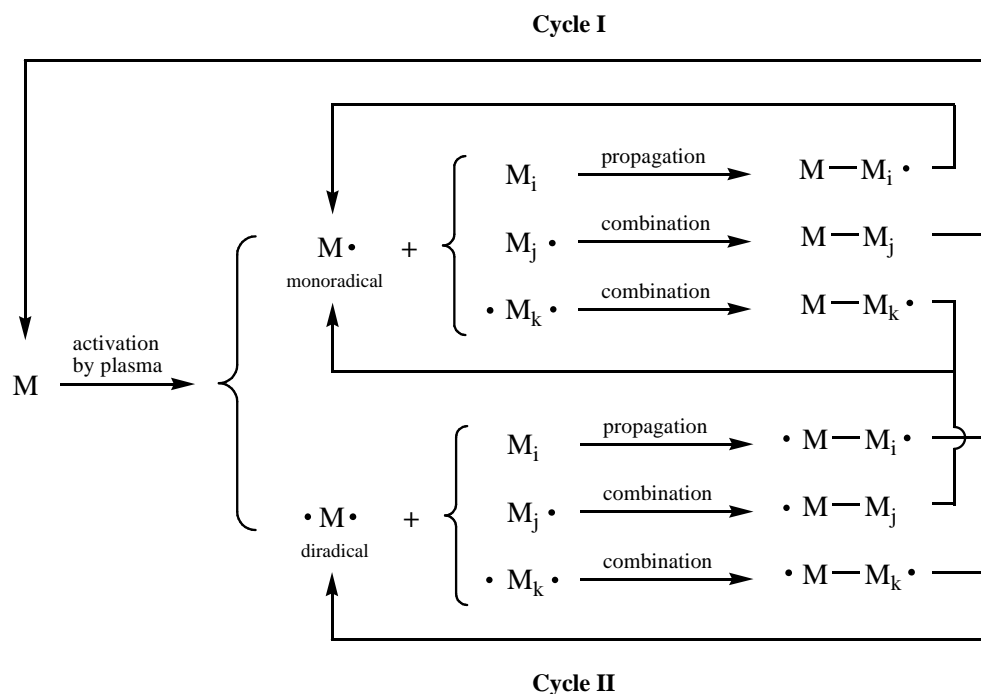 Cycle I
propagation
M_i M—M_i •
combination
M • + M_j • M—M_j
monoradical
combination
• M_k • M—M_k •
activation
by plasma
M
propagation
M_i • M—M_i •
combination
• M • + M_j • • M—M_j
diradical
combination
• M_k • • M—M_k •
Cycle II